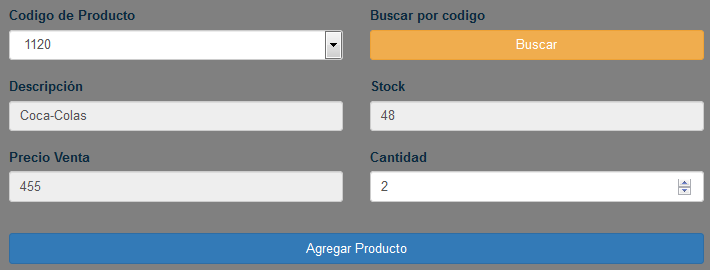 Codigo de Producto
Buscar por codigo
1120
Buscar
Descripción
Stock
Coca-Colas
48
Precio Venta
Cantidad
455
2
Agregar Producto